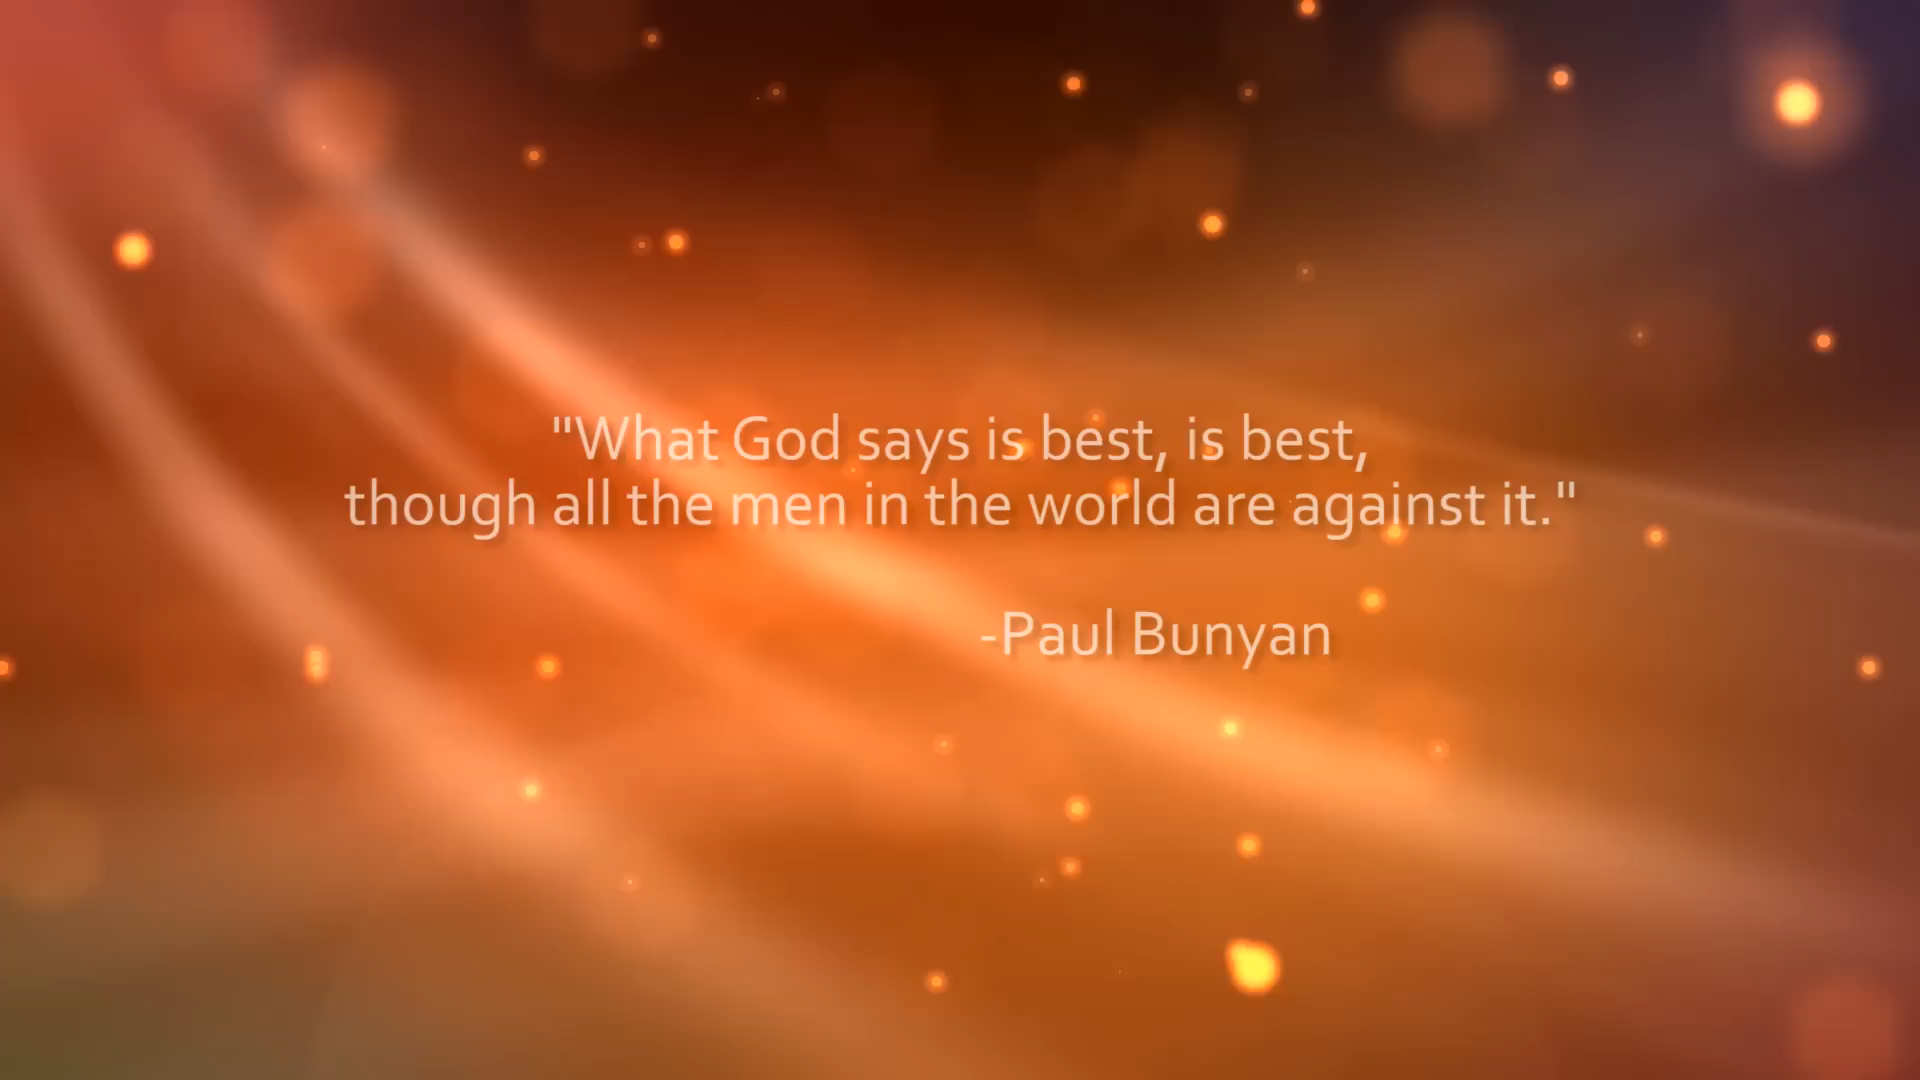 "What God says is best, is best,
though all the men in the world are against it."
-Paul Bunyan